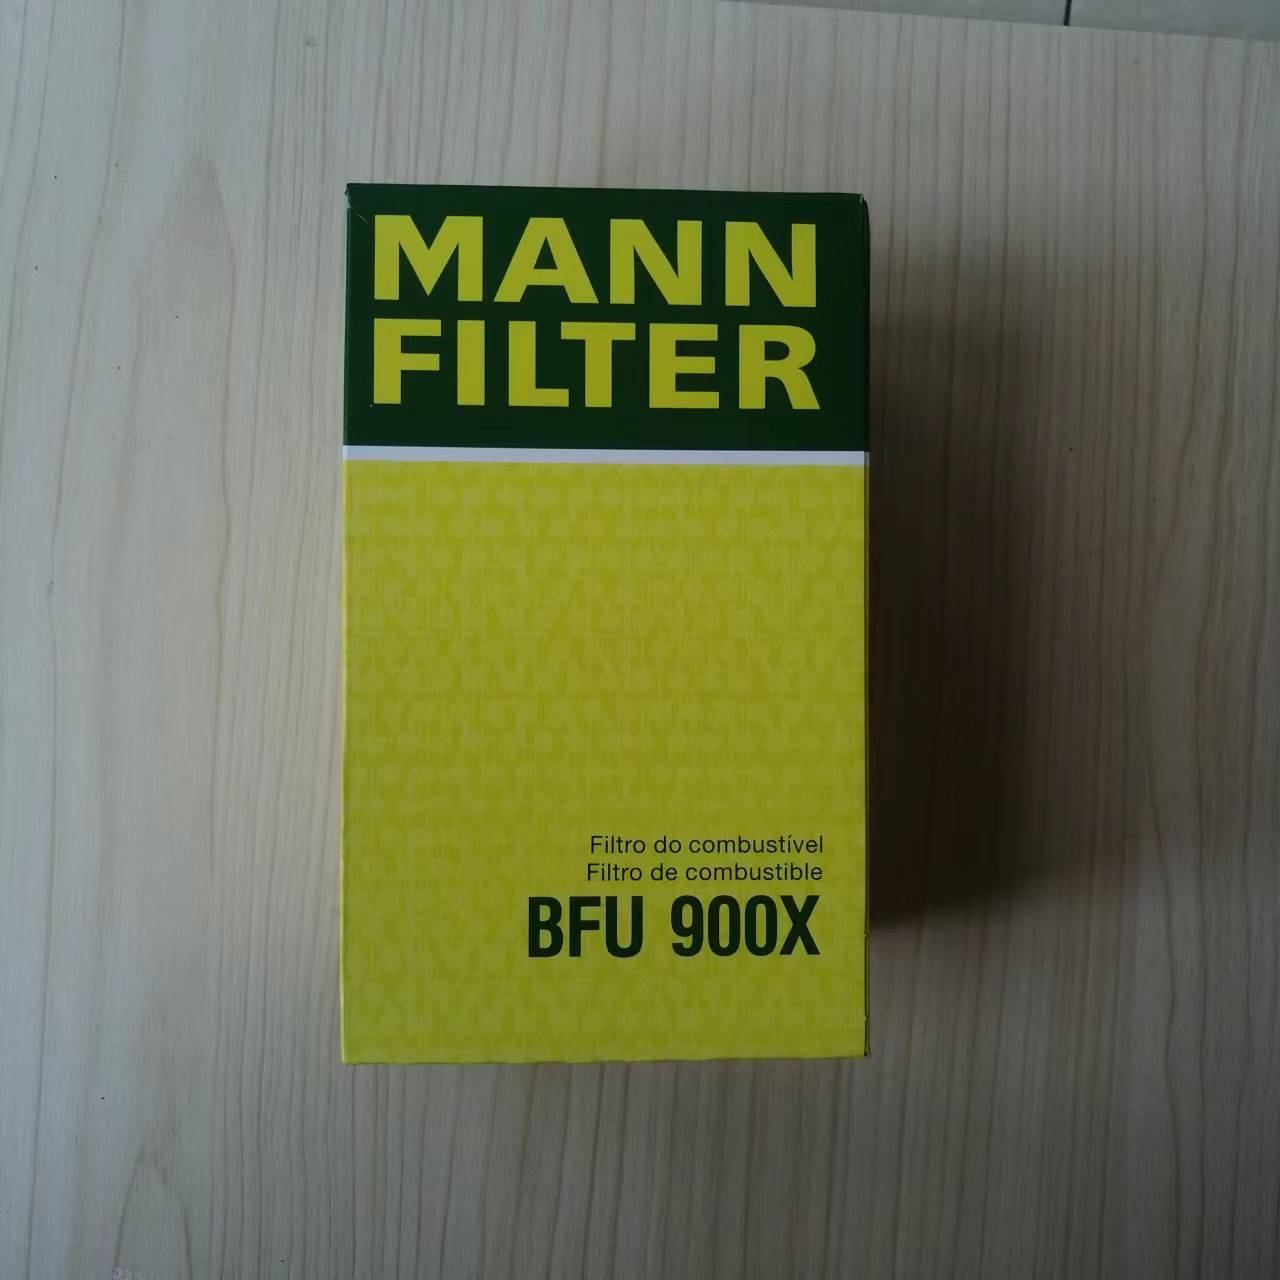 MANN
FILTER
Filtro do combustível
Filtro de combustible
BFU 900X